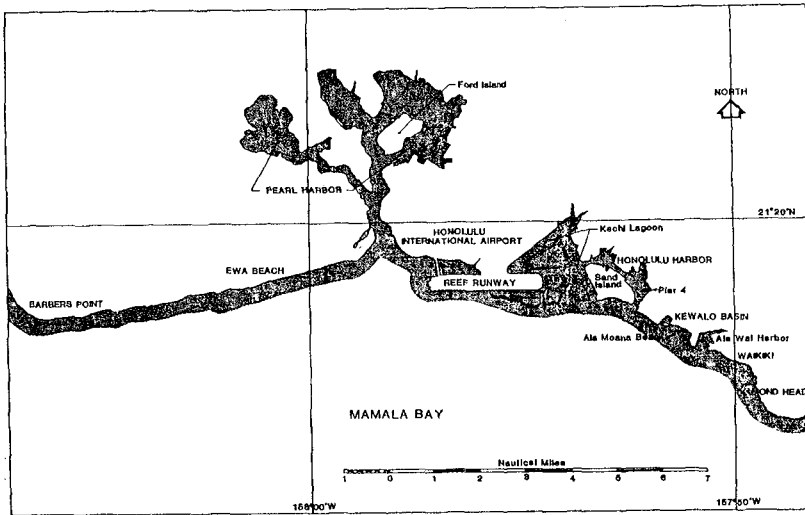 Ford Island
NORTH
PEARL HARBOR
21°20'N
Keehi Lagoon
HONOLULU
INTERNATIONAL AIRPORT
HONOLULU HARBOR
EWA BEACH
Sand
Island
REEF RUNWAY
Pier 4
BARBERS POINT
KEWALO BASIN
Ala Moana
Ala Wai Harbor
WAIKIKI
HEAD
MAMALA BAY
Nautical Miles
1 0 1 2 3 4 5 6 7
158°00'W
157°50'W